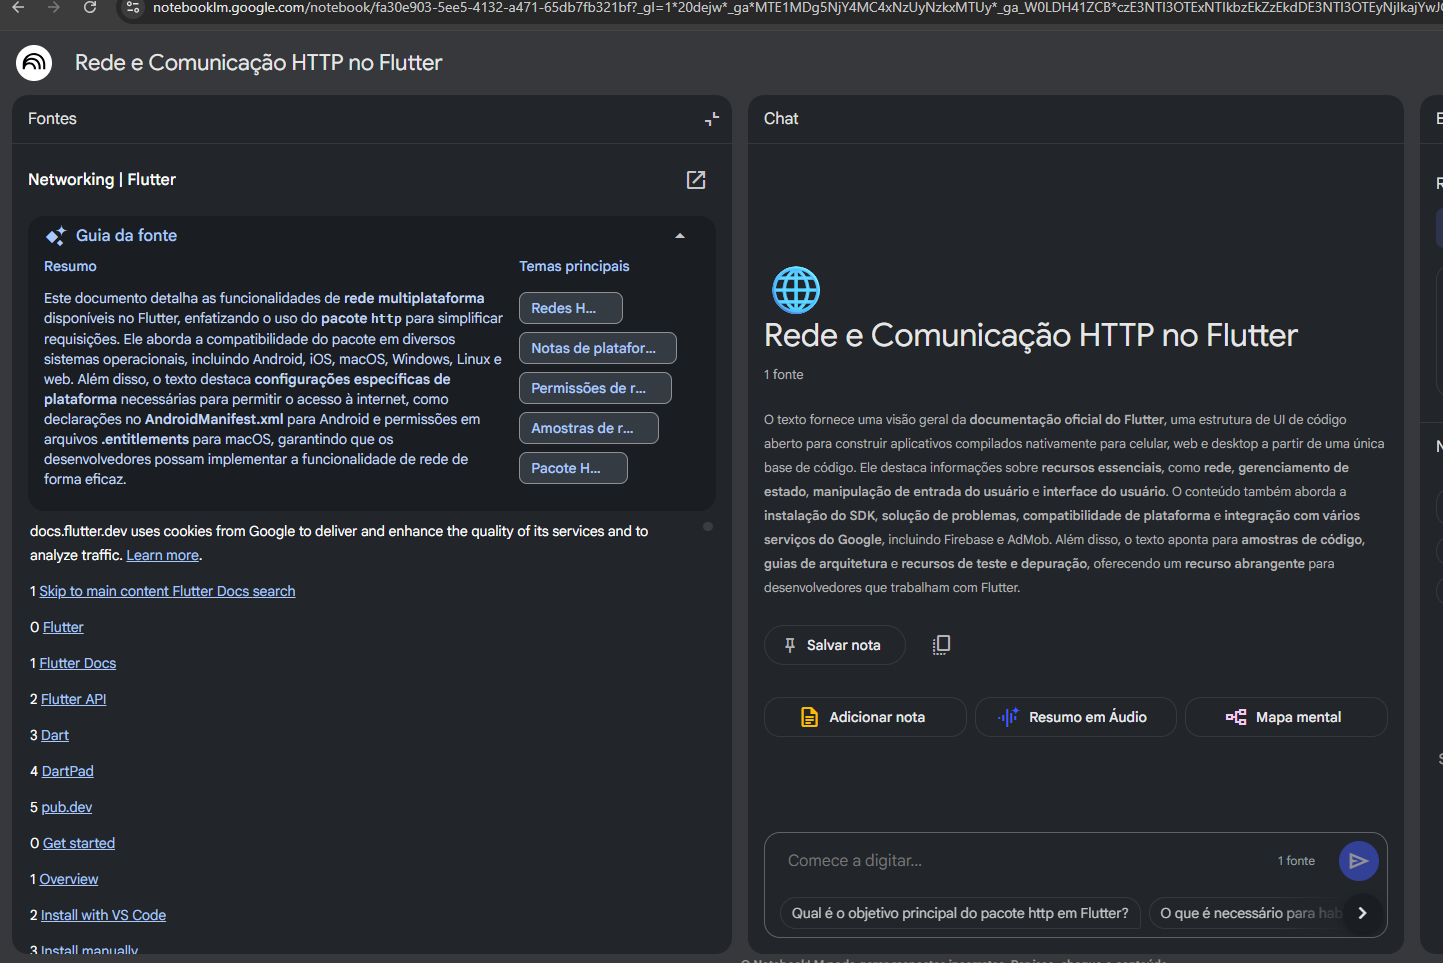 notebooklm.google.com/notebook/fa30e903-5ee5-4132-a471-65db7fb321bf?_gl=1*20dejw*_ga*MTE1MDg5NjY4MC4xNzUyNzkxMTUy*_ga_W0LDH41ZCB*czE3NTI3OTExNTIkbzEkZzEkdDE3NTI3OTEyNjIkajYwJ
Rede e Comunicação HTTP no Flutter
Fontes
Networking | Flutter
Guia da fonte
Resumo
Este documento detalha as funcionalidades de rede multiplataforma
disponíveis no Flutter, enfatizando o uso do pacote http para simplificar
requisições. Ele aborda a compatibilidade do pacote em diversos
sistemas operacionais, incluindo Android, iOS, macOS, Windows, Linux e
web. Além disso, o texto destaca configurações específicas de
plataforma necessárias para permitir o acesso à internet, como
declarações no AndroidManifest.xml para Android e permissões em
arquivos .entitlements para macOS, garantindo que os
desenvolvedores possam implementar a funcionalidade de rede de
forma eficaz.
Temas principais
Redes H...
Notas de platafor...
Permissões de r...
Amostras de r...
Pacote H...
docs.flutter.dev uses cookies from Google to deliver and enhance the quality of its services and to
analyze traffic. Learn more.
1 Skip to main content Flutter Docs search
0 Flutter
1 Flutter Docs
2 Flutter API
3 Dart
4 DartPad
5 pub.dev
0 Get started
1 Overview
2 Install with VS Code
3 Install manually
Chat
Rede e Comunicação HTTP no Flutter
1 fonte
O texto fornece uma visão geral da documentação oficial do Flutter, uma estrutura de UI de código
aberto para construir aplicativos compilados nativamente para celular, web e desktop a partir de uma única
base de código. Ele destaca informações sobre recursos essenciais, como rede, gerenciamento de
estado, manipulação de entrada do usuário e interface do usuário. O conteúdo também aborda a
instalação do SDK, solução de problemas, compatibilidade de plataforma e integração com vários
serviços do Google, incluindo Firebase e AdMob. Além disso, o texto aponta para amostras de código,
guias de arquitetura e recursos de teste e depuração, oferecendo um recurso abrangente para
desenvolvedores que trabalham com Flutter.
Salvar nota
Adicionar nota
Resumo em Áudio
Mapa mental
Comece a digitar...
1 fonte
Qual é o objetivo principal do pacote http em Flutter?
O que é necessário para hab